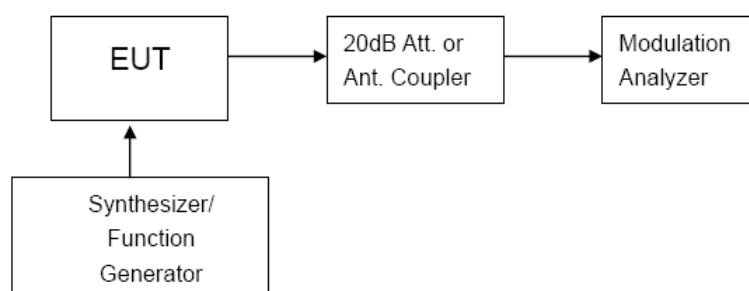 EUT
20dB Att. or
Ant. Coupler
Modulation
Analyzer
Synthesizer/
Function
Generator